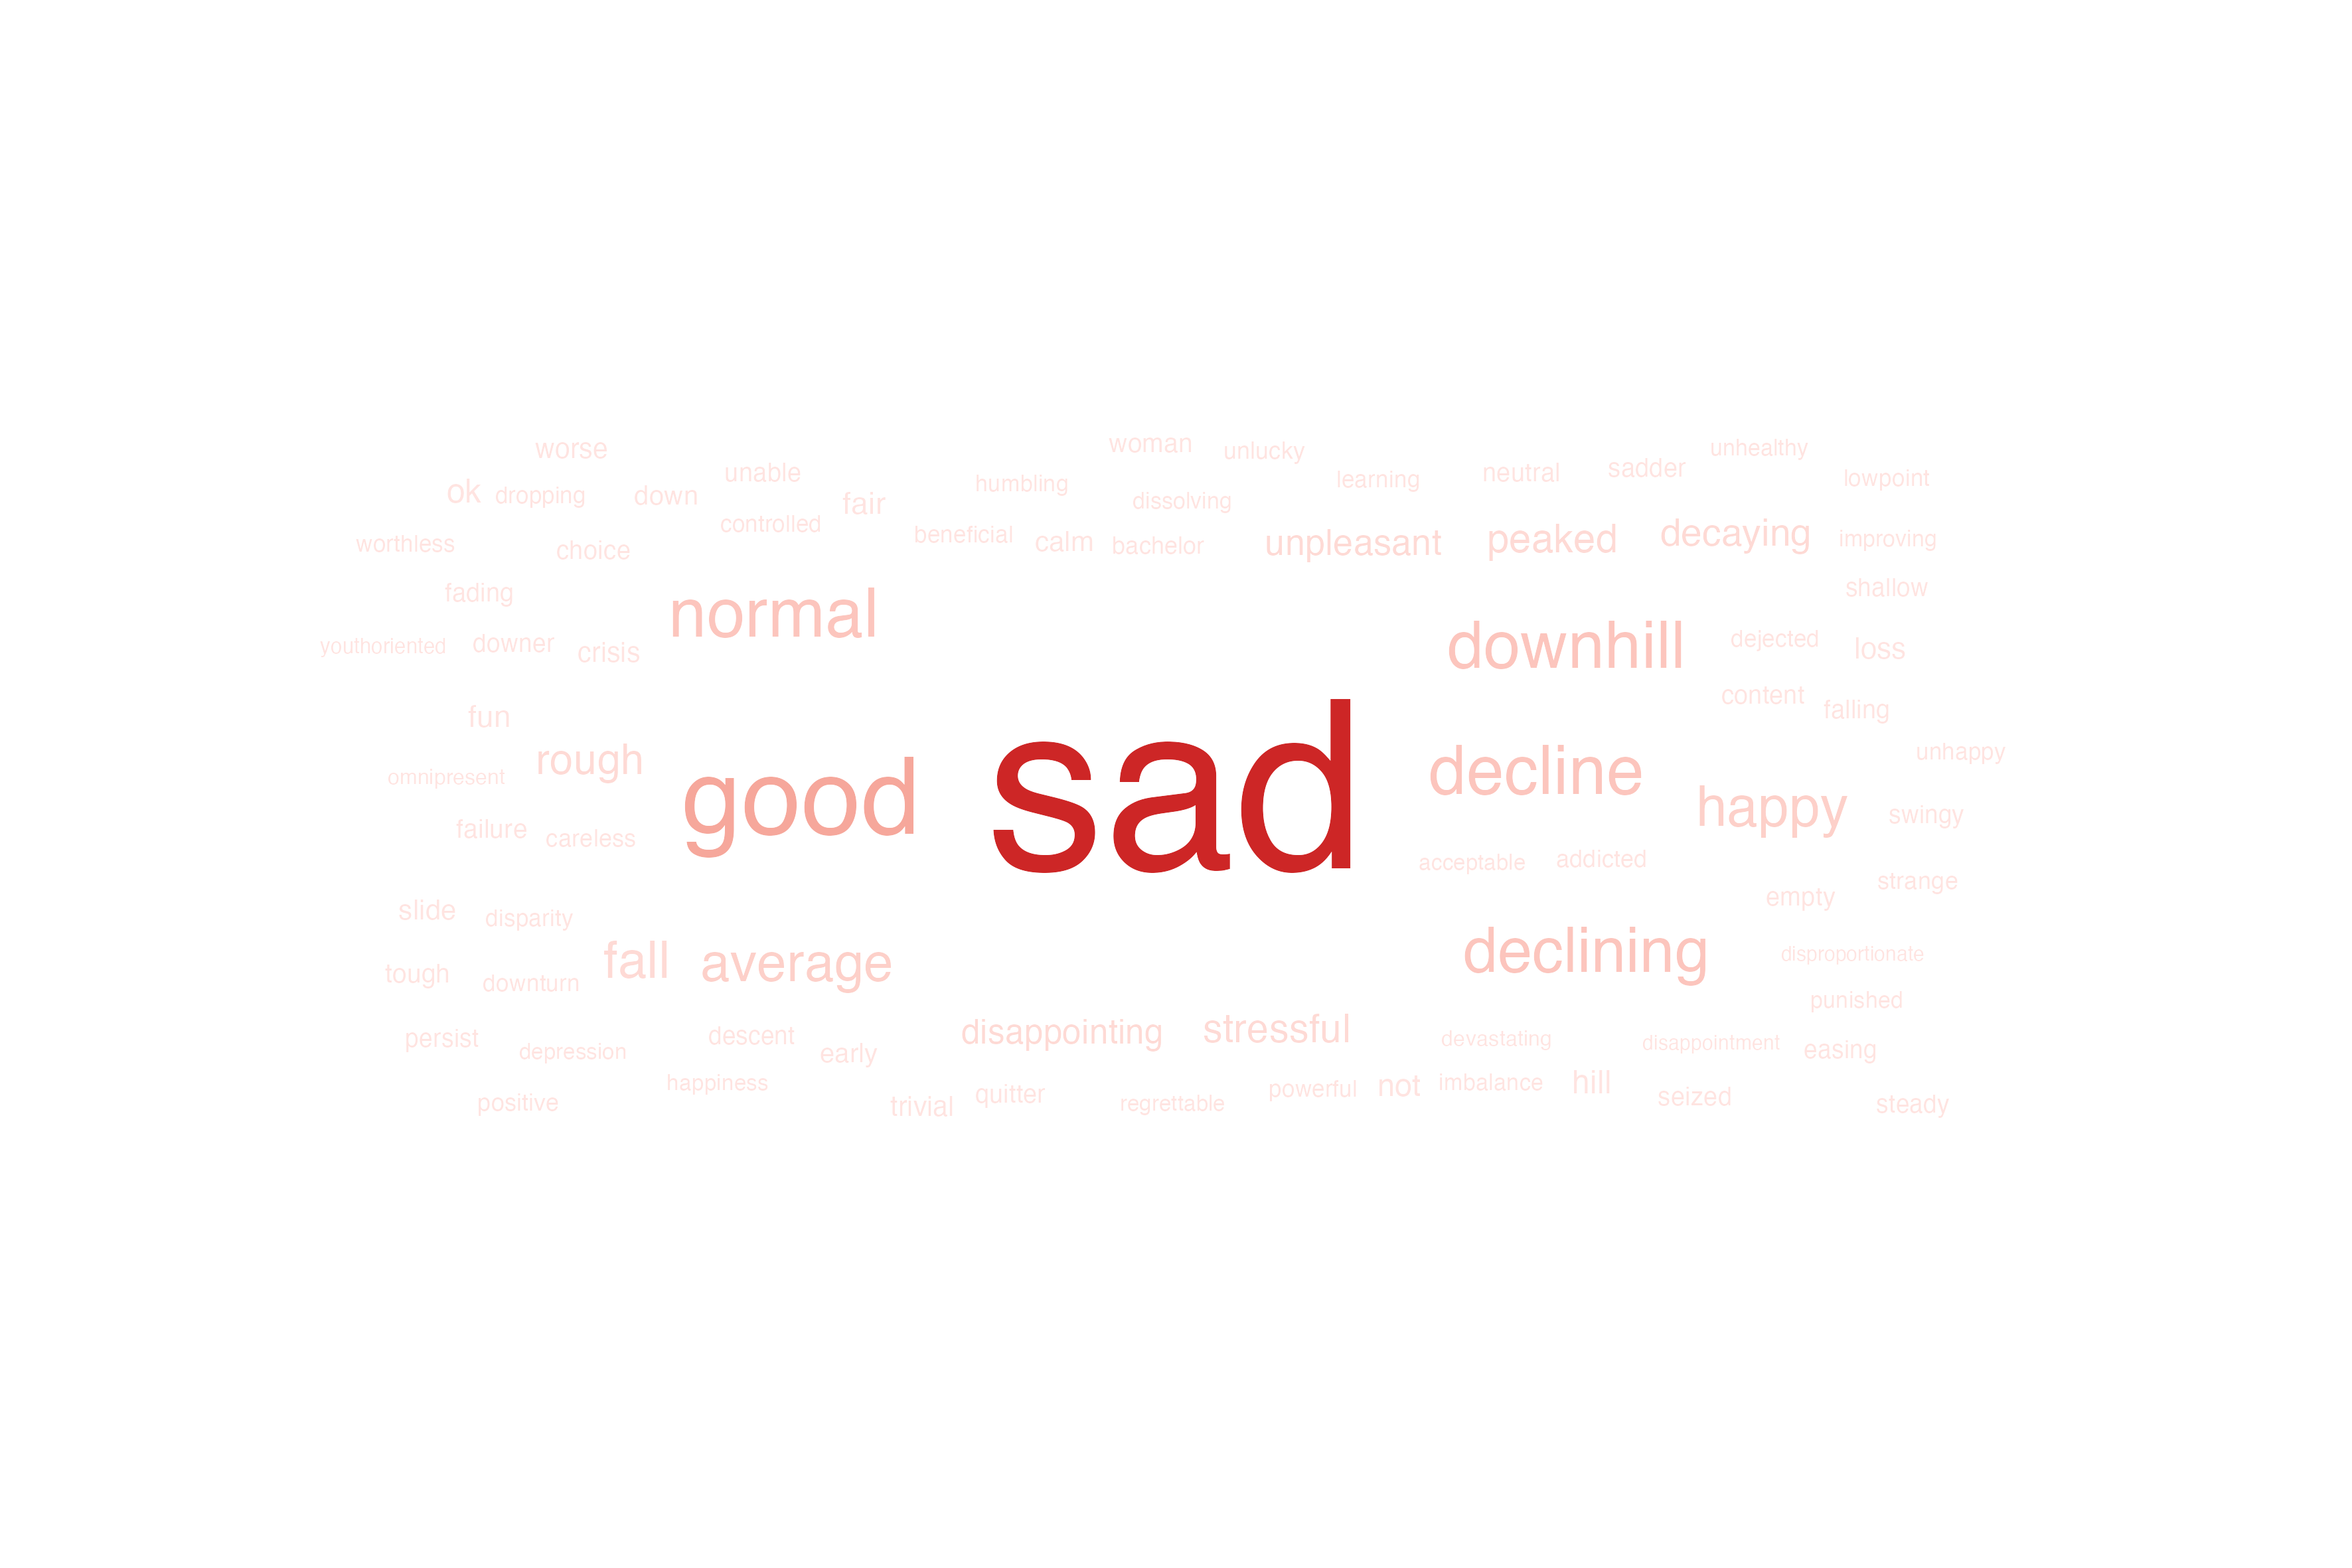 worse
woman
unlucky
unhealthy
ok
dropping
down
unable
fair
humbling
dissolving
learning
neutral
sadder
lowpoint
worthless
choice
controlled
beneficial
calm
bachelor
unpleasant
peaked
decaying
improving
fading
normal
shallow
youthoriented
downer
crisis
downhill
dejected
loss
fun
content
falling
omnipresent
rough
good
sad
decline
happy
unhappy
swingy
failure
careless
acceptable
addicted
empty
strange
slide
disparity
fall
average
declining
disproportionate
tough
downturn
punished
persist
depression
descent
early
disappointing
stressful
devastating
disappointment
easing
positive
happiness
trivial
quitter
regrettable
powerful
not
imbalance
hill
seized
steady